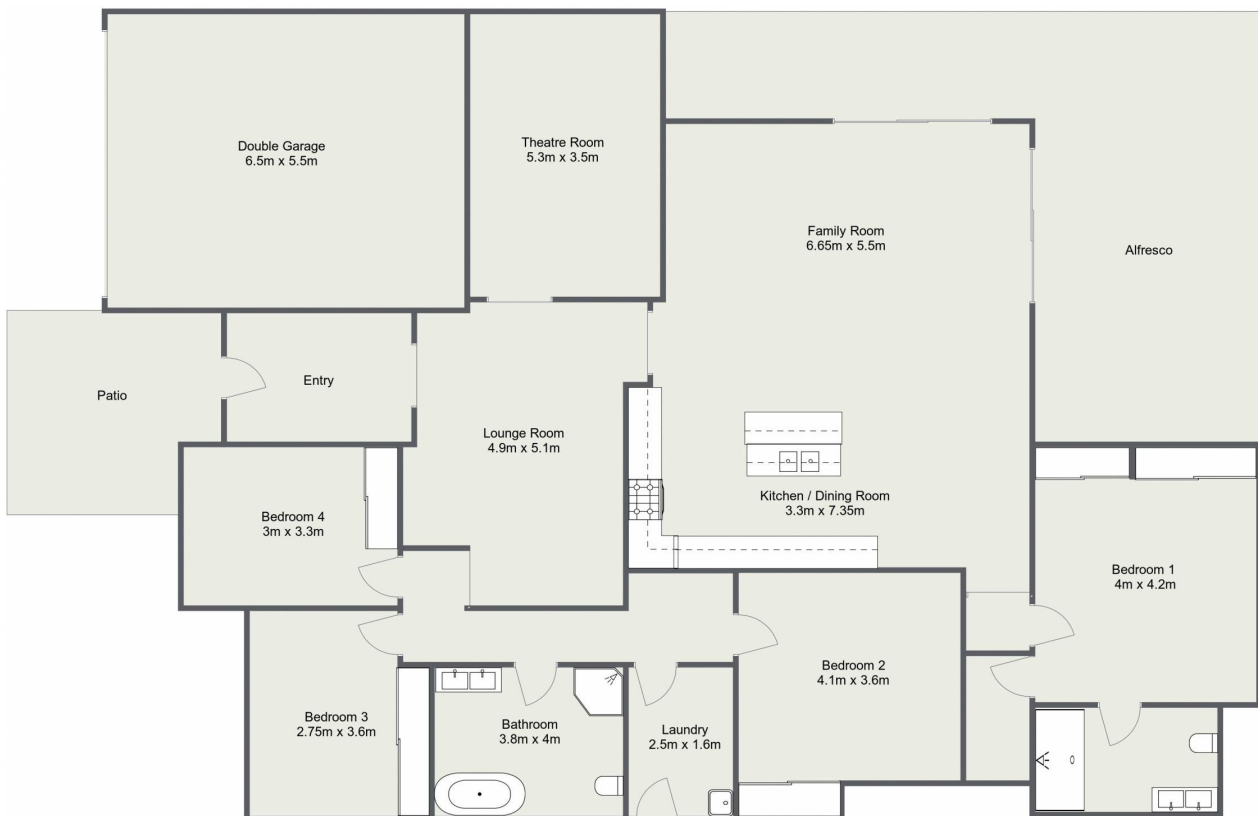 Double Garage
6.5m x 5.5m
Theatre Room
5.3m x 3.5m
Family Room
6.65m x 5.5m
Alfresco
Patio
Entry
Lounge Room
4.9m x 5.1m
Kitchen / Dining Room
3.3m x 7.35m
Bedroom 4
3m x 3.3m
Bedroom 1
4m x 4.2m
Bedroom 2
4.1m x 3.6m
Bedroom 3
2.75m x 3.6m
Bathroom
3.8m x 4m
Laundry
2.5m x 1.6m